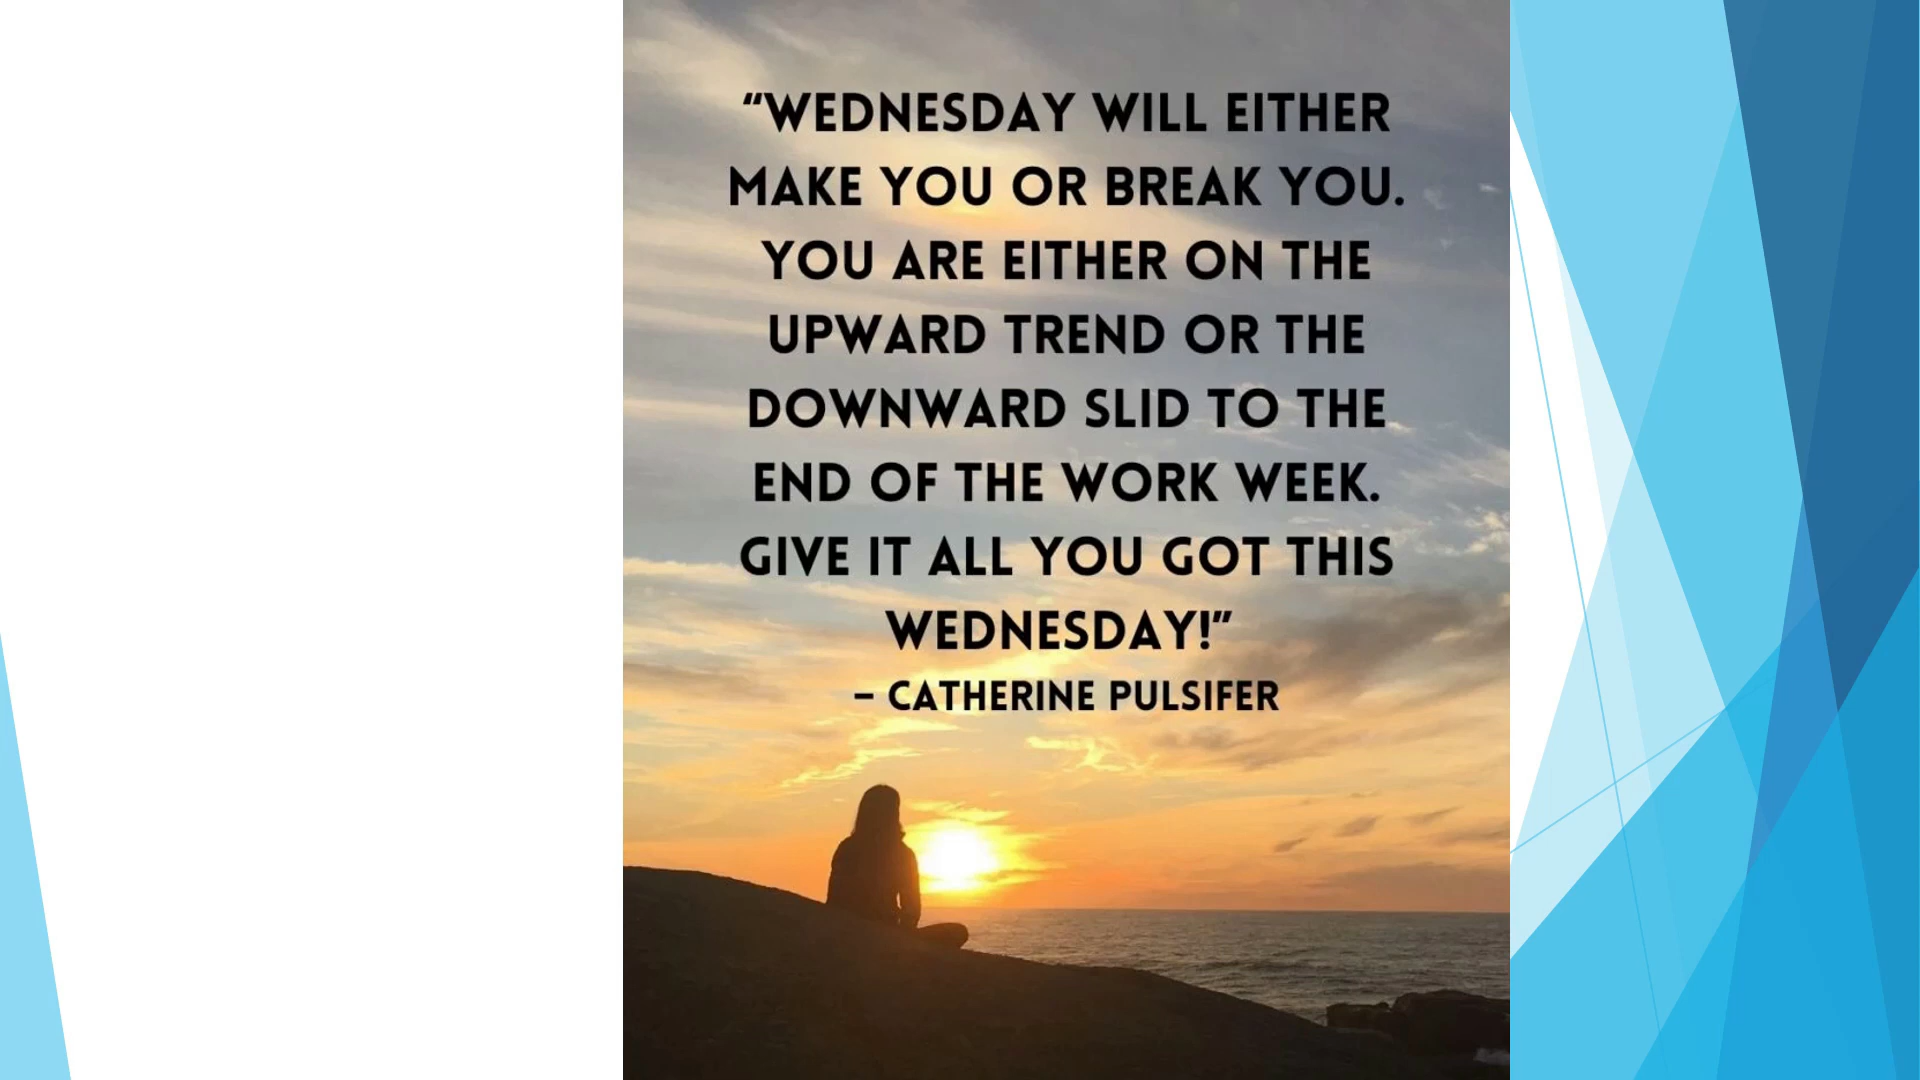 “WEDNESDAY WILL EITHER
MAKE YOU OR BREAK YOU.
YOU ARE EITHER ON THE
UPWARD TREND OR THE
DOWNWARD SLID TO THE
END OF THE WORK WEEK.
GIVE IT ALL YOU GOT THIS
WEDNESDAY!”
– CATHERINE PULSIFER